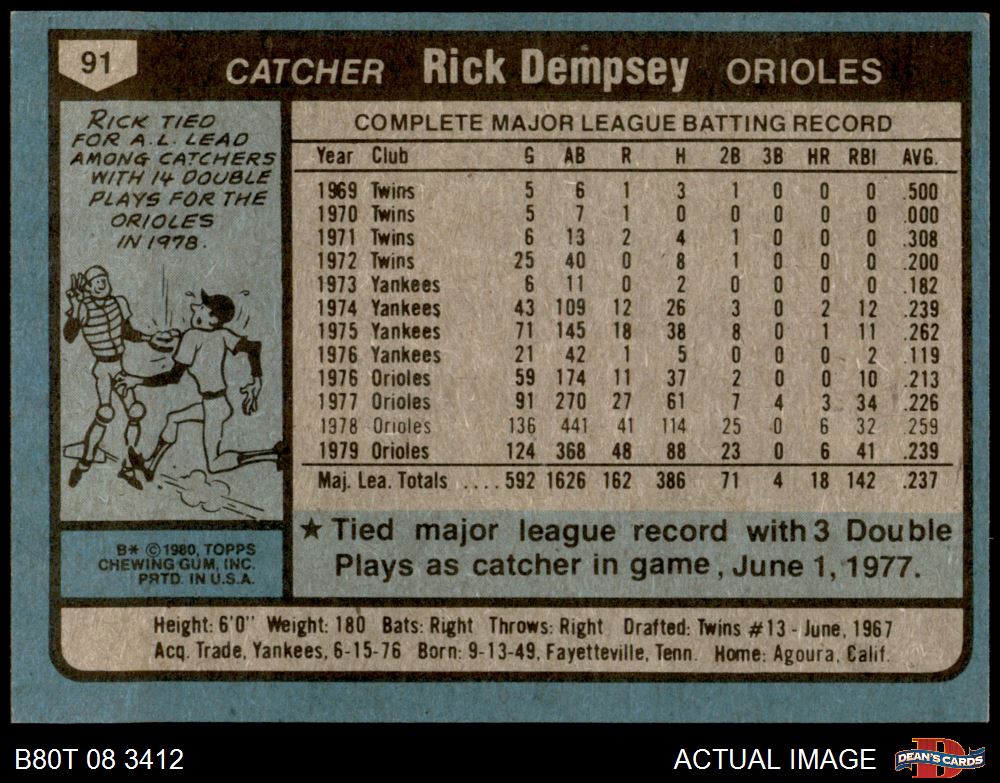 91
CATCHER Rick Dempsey ORIOLES
RICK TIED
FOR A.L. LEAD
AMONG CATCHERS
WITH 14 DOUBLE
PLAYS FOR THE
ORIOLES
IN 1978.
COMPLETE MAJOR LEAGUE BATTING RECORD
Year Club G AB R H 2B 3B HR RBI AVG.
1969 Twins 5 6 1 3 1 0 0 0 .500
1970 Twins 5 7 1 0 0 0 0 0 .000
1971 Twins 6 13 2 4 1 0 0 0 .308
1972 Twins 25 40 0 8 1 0 0 0 .200
1973 Yankees 6 11 0 2 0 0 0 0 .182
1974 Yankees 43 109 12 26 3 0 2 12 .239
1975 Yankees 71 145 18 38 8 0 1 11 .262
1976 Yankees 21 42 1 5 0 0 0 2 .119
1976 Orioles 59 174 11 37 2 0 0 10 .213
1977 Orioles 91 270 27 61 7 4 3 34 .226
1978 Orioles 136 441 41 114 25 0 6 32 .259
1979 Orioles 124 368 48 88 23 0 6 41 .239
Maj. Lea. Totals .... 592 1626 162 386 71 4 18 142 .237
★ Tied major league record with 3 Double
Plays as catcher in game, June 1, 1977.
B* © 1980, TOPPS
CHEWING GUM, INC.
PRTD. IN U.S.A.
Height: 6'0" Weight: 180 Bats: Right Throws: Right Drafted: Twins #13 - June, 1967
Acq. Trade, Yankees, 6-15-76 Born: 9-13-49, Fayetteville, Tenn. Home: Agoura, Calif.
B80T 08 3412
ACTUAL IMAGE
D
DEAN'S CARDS